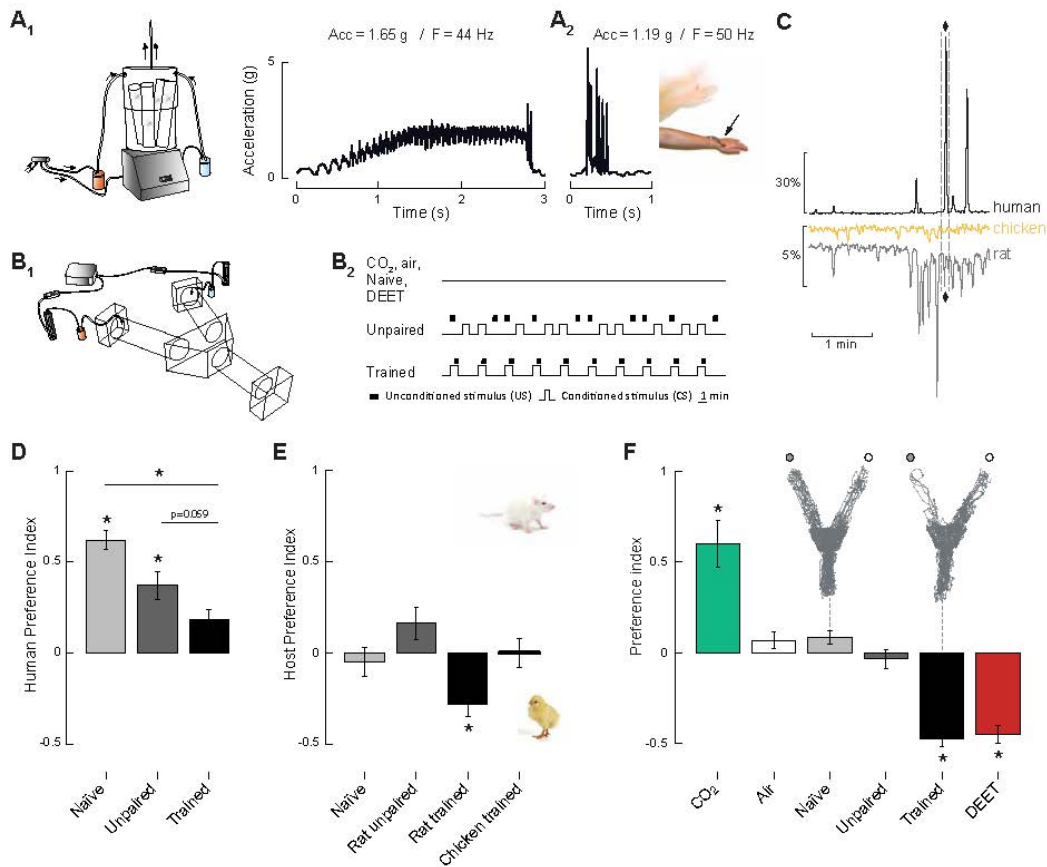 A1
Acc = 1.65 g / F = 44 Hz
Acceleration (g)
5
0
0 1 2 3
Time (s)
A2
Acc = 1.19 g / F = 50 Hz
0 1
Time (s)
C
30%
human
chicken
5%
rat
1 min
B1
B2
CO2, air,
Naive,
DEET
Unpaired
Trained
Unconditioned stimulus (US) Conditioned stimulus (CS) 1 min
D
Human Preference Index
1
0.5
0
-0.5
*
p=0.059
*
*
Naïve
Unpaired
Trained
E
Host Preference Index
1
0.5
0
-0.5
*
Naïve
Rat unpaired
Rat trained
Chicken trained
F
Preference index
1
0.5
0
-0.5
*
*
*
CO2
Air
Naïve
Unpaired
Trained
DEET